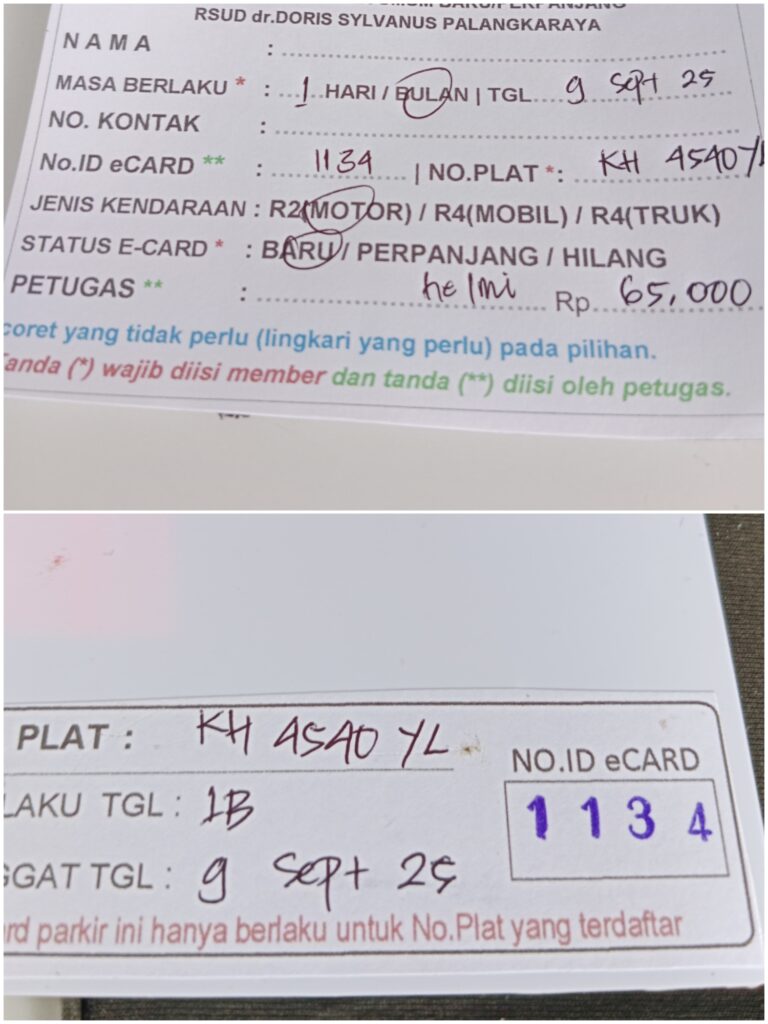 RSUD dr.DORIS SYLVANUS PALANGKARAYA
NAMA :
MASA BERLAKU * : 1 HARI / BULAN | TGL 9 Sept 25
NO. KONTAK :
No.ID eCARD ** : 1134 | NO.PLAT *: KH 4540 YL
JENIS KENDARAAN : R2(MOTOR) / R4(MOBIL) / R4(TRUK)
STATUS E-CARD * : BARU / PERPANJANG / HILANG
PETUGAS ** : helmi Rp 65,000
coret yang tidak perlu (lingkari yang perlu) pada pilihan.
Tanda (*) wajib diisi member dan tanda (**) diisi oleh petugas.
PLAT : KH 4540 YL
NO.ID eCARD
LAKU TGL : 1B
1134
GGAT TGL : 9 Sept 25
rd parkir ini hanya berlaku untuk No.Plat yang terdaftar